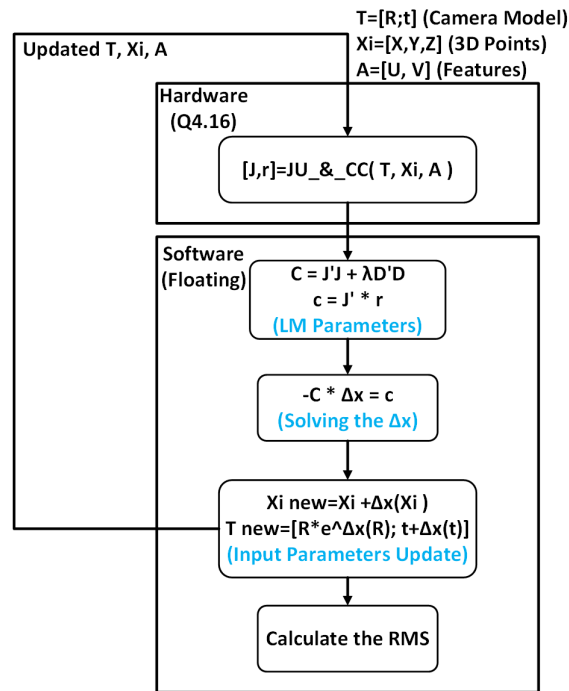 T=[R;t] (Camera Model)
Updated T, Xi, A
Xi=[X,Y,Z] (3D Points)
A=[U, V] (Features)
Hardware
(Q4.16)
[J,r]=JU_&_CC( T, Xi, A )
Software
(Floating)
C = J'J + λD'D
c = J' * r
(LM Parameters)
-C * Δx = c
(Solving the Δx)
Xi new=Xi +Δx(Xi )
T new=[R*e^Δx(R); t+Δx(t)]
(Input Parameters Update)
Calculate the RMS